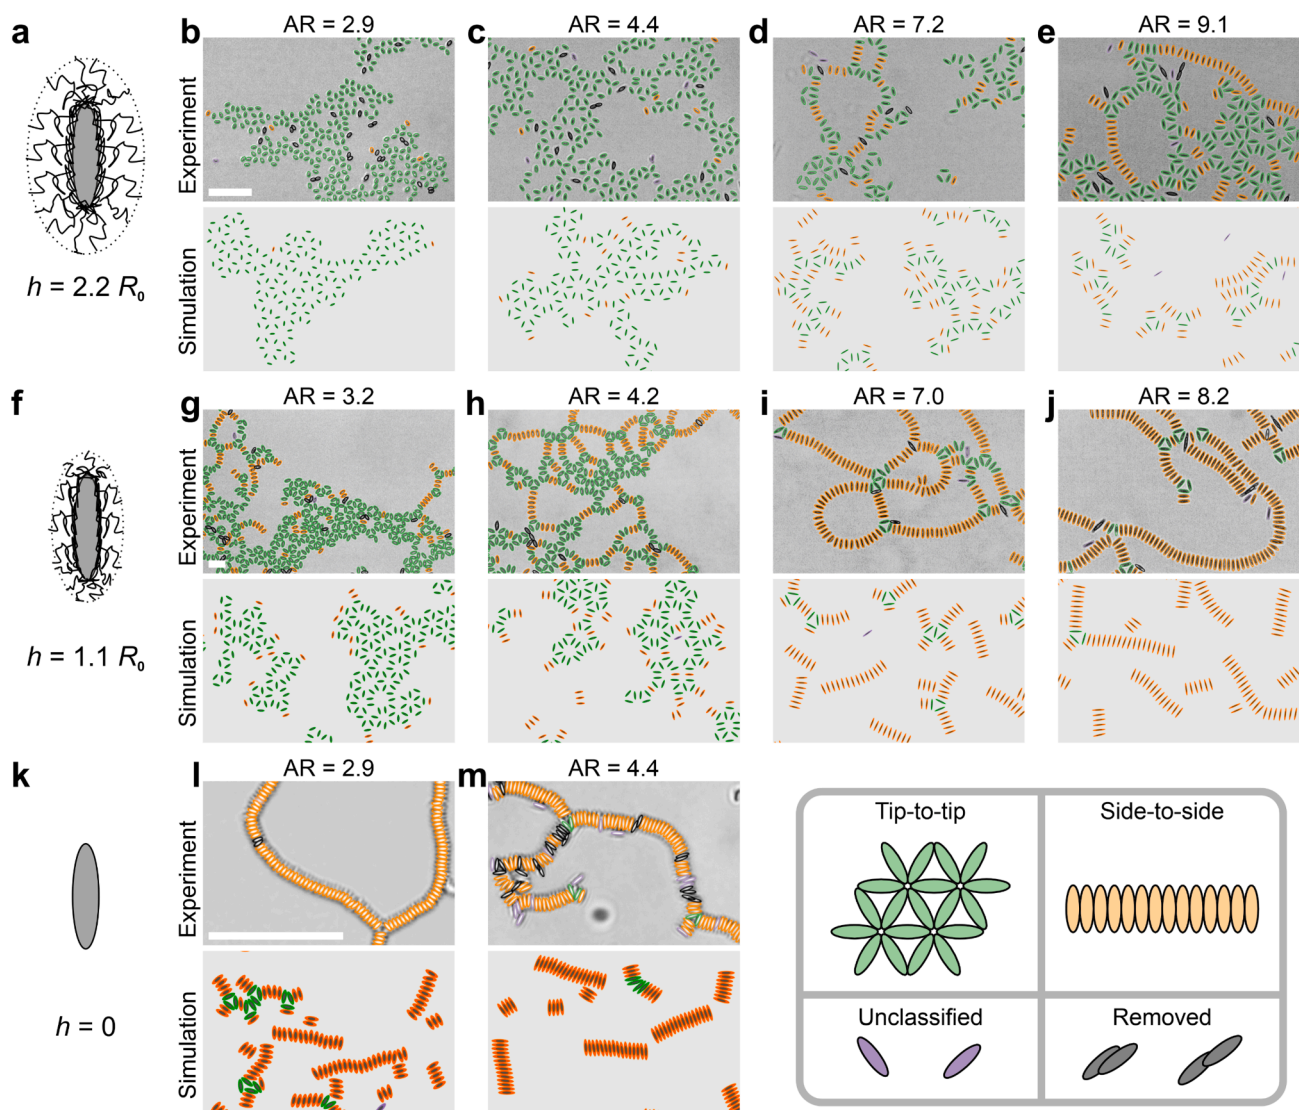 a
b
AR = 2.9
c
AR = 4.4
d
AR = 7.2
e
AR = 9.1
Experiment
Simulation
h = 2.2 R0
f
g
AR = 3.2
h
AR = 4.2
i
AR = 7.0
j
AR = 8.2
Experiment
Simulation
h = 1.1 R0
k
l
AR = 2.9
m
AR = 4.4
Experiment
Simulation
h = 0
Tip-to-tip
Side-to-side
Unclassified
Removed